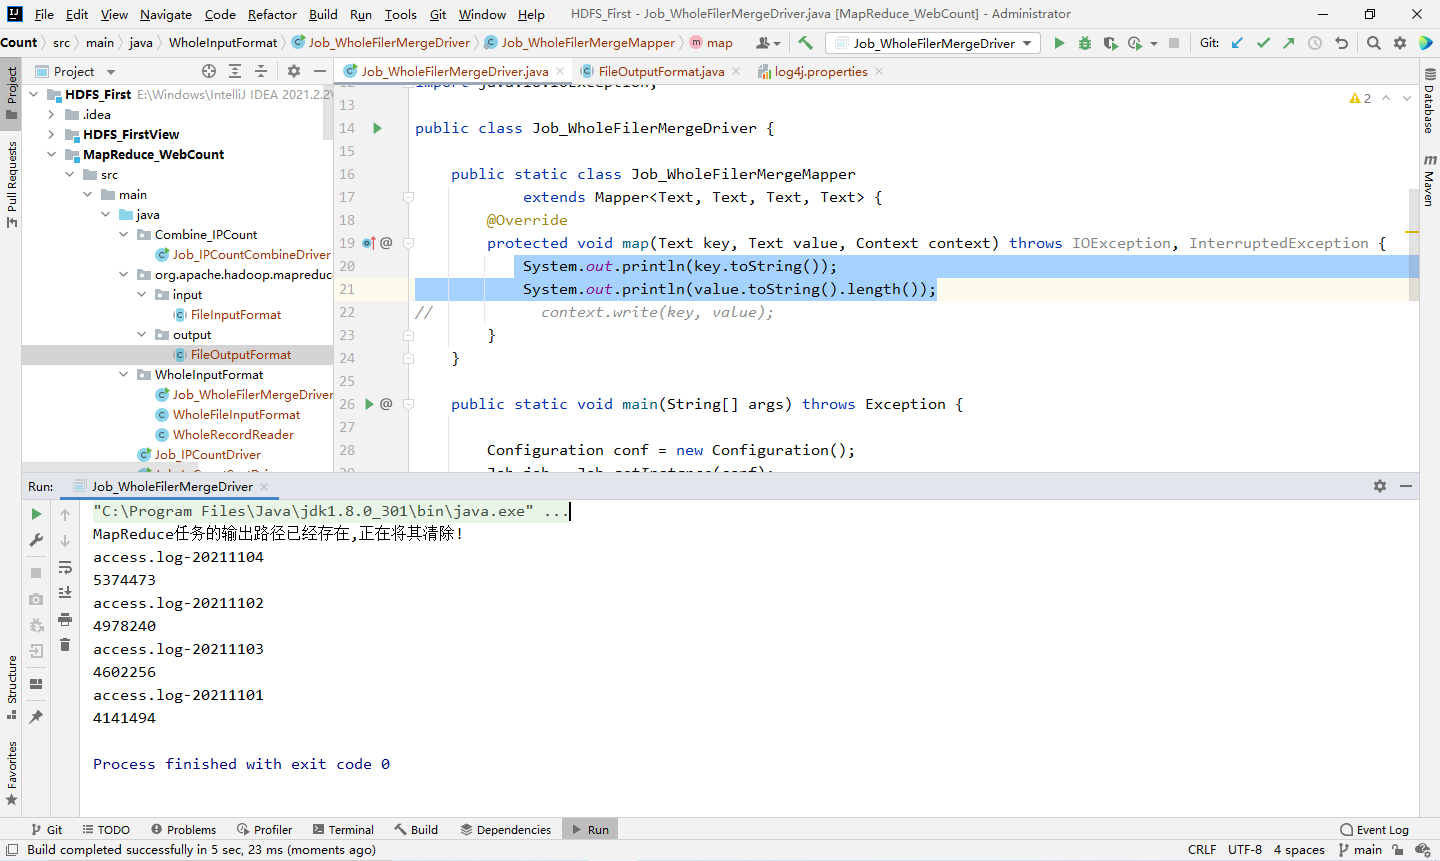 File Edit View Navigate Code Refactor Build Run Tools Git Window Help HDFS_First - Job_WholeFilerMergeDriver.java [MapReduce_WebCount] - Administrator
Count src main java WholeInputFormat Job_WholeFilerMergeDriver Job_WholeFilerMergeMapper map Job_WholeFilerMergeDriver Git:
Project
Job_WholeFilerMergeDriver.java FileOutputFormat.java log4j.properties
Project
Pull Requests
Structure
Favorites
HDFS_First E:\Windows\IntelliJ IDEA 2021.2.2\
.idea
HDFS_FirstView
MapReduce_WebCount
src
main
java
Combine_IPCount
Job_IPCountCombineDriver
org.apache.hadoop.mapreduc
input
FileInputFormat
output
FileOutputFormat
WholeInputFormat
Job_WholeFilerMergeDriver
WholeFileInputFormat
WholeRecordReader
Job_IPCountDriver
12 import java.io.IOException;
13
14 public class Job_WholeFilerMergeDriver {
15
16 public static class Job_WholeFilerMergeMapper
17 extends Mapper<Text, Text, Text, Text> {
18 @Override
19 @ protected void map(Text key, Text value, Context context) throws IOException, InterruptedException {
20 System.out.println(key.toString());
21 System.out.println(value.toString().length());
22 // context.write(key, value);
23 }
24 }
25
26 @ public static void main(String[] args) throws Exception {
27
28 Configuration conf = new Configuration();
29 Job job = Job.getInstance(conf);
2
Database
m Maven
Run: Job_WholeFilerMergeDriver
"C:\Program Files\Java\jdk1.8.0_301\bin\java.exe" ...
MapReduce任务的输出路径已经存在,正在将其清除!
access.log-20211104
5374473
access.log-20211102
4978240
access.log-20211103
4602256
access.log-20211101
4141494
Process finished with exit code 0
Git TODO Problems Profiler Terminal Build Dependencies Run Event Log
Build completed successfully in 5 sec, 23 ms (moments ago) CRLF UTF-8 4 spaces main